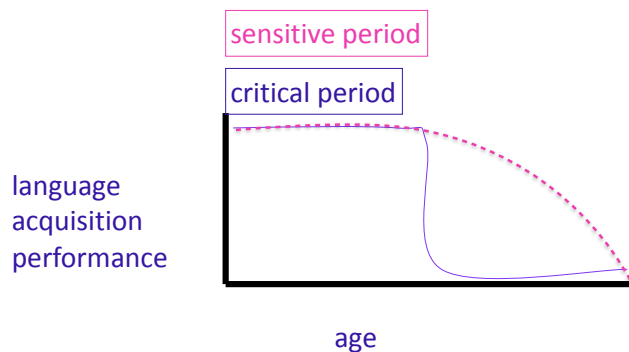 sensitive period
critical period
language
acquisition
performance
age